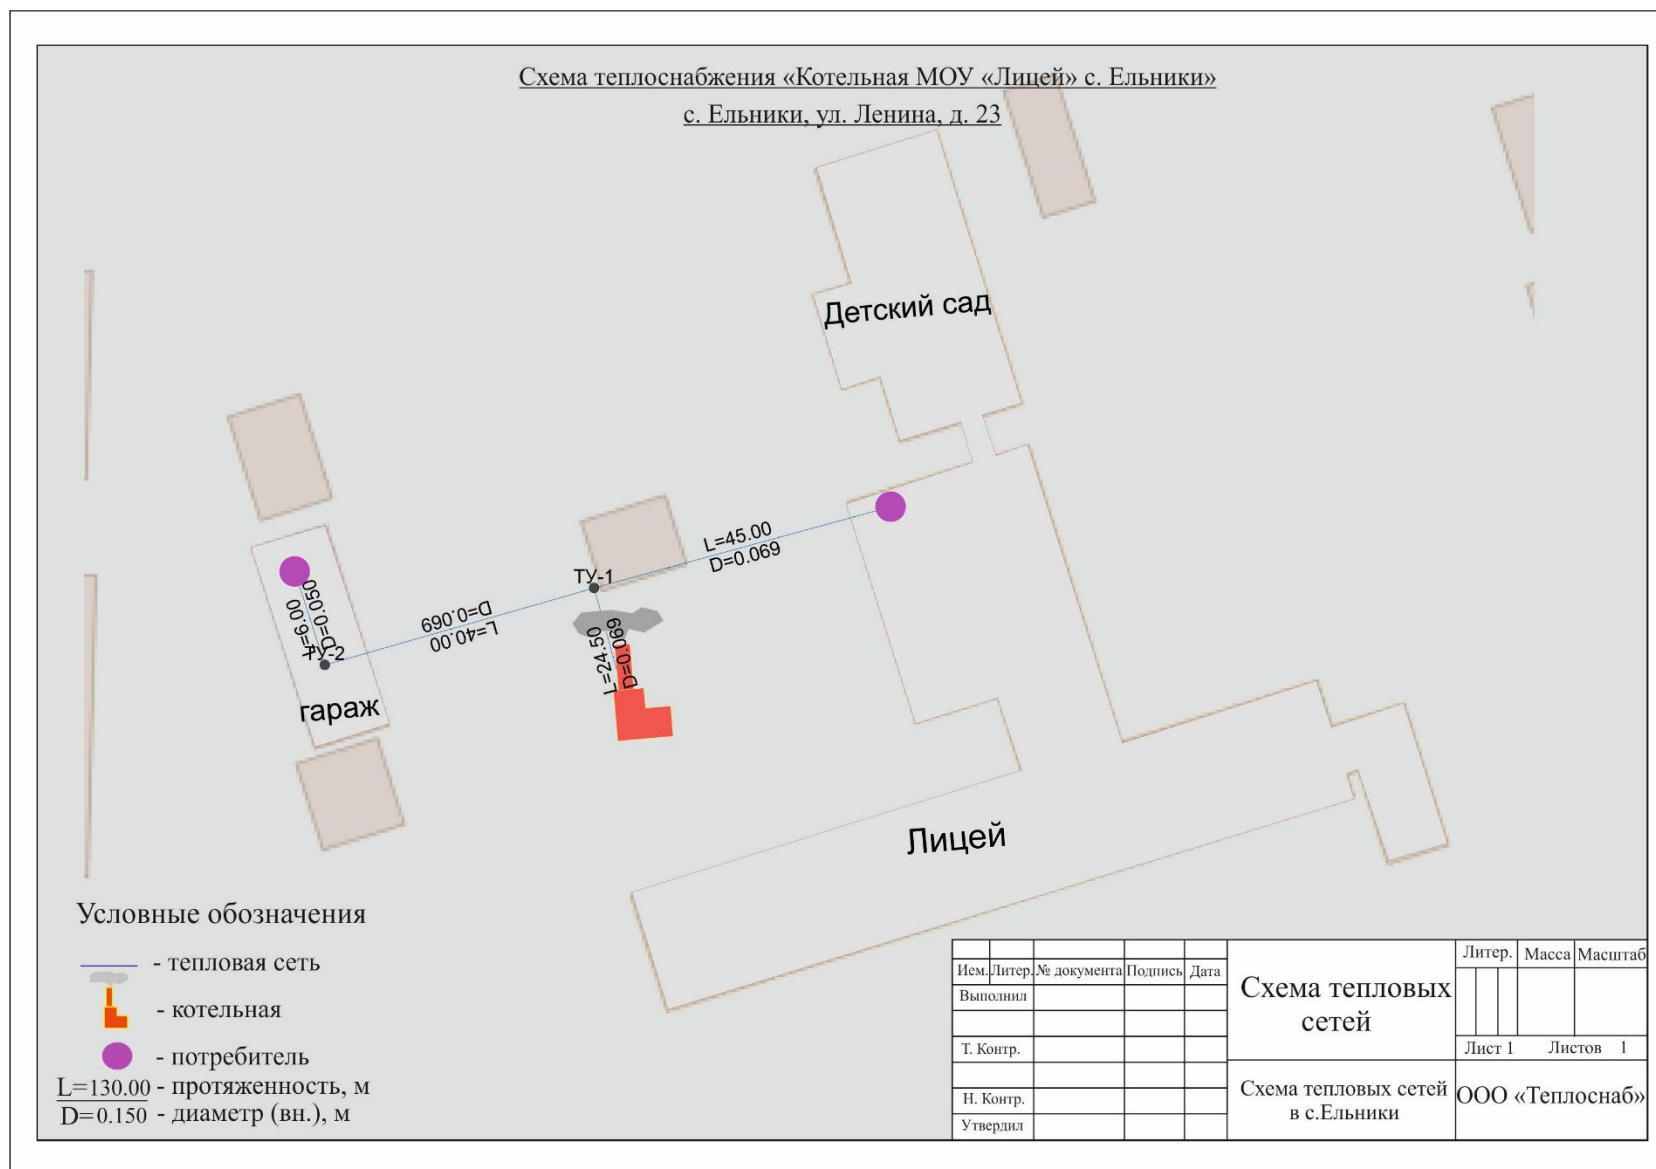 Схема теплоснабжения «Котельная МОУ «Лицей» с. Ельники»
с. Ельники, ул. Ленина, д. 23
Детский сад
L=45.00
D=0.069
ТУ-1
D=0.069
L=40.00
L=6.00
D=0.050
ТУ-2
L=24.50
D=0.069
гараж
Лицей
Условные обозначения
- тепловая сеть
- котельная
- потребитель
L=130.00 - протяженность, м
D=0.150 - диаметр (вн.), м
Ием. Литер. № документа Подпись Дата
Выполнил
Т. Контр.
Н. Контр.
Утвердил
Схема тепловых
сетей
Литер. Масса Масштаб
Лист 1 Листов 1
Схема тепловых сетей
в с.Ельники
ООО «Теплоснаб»